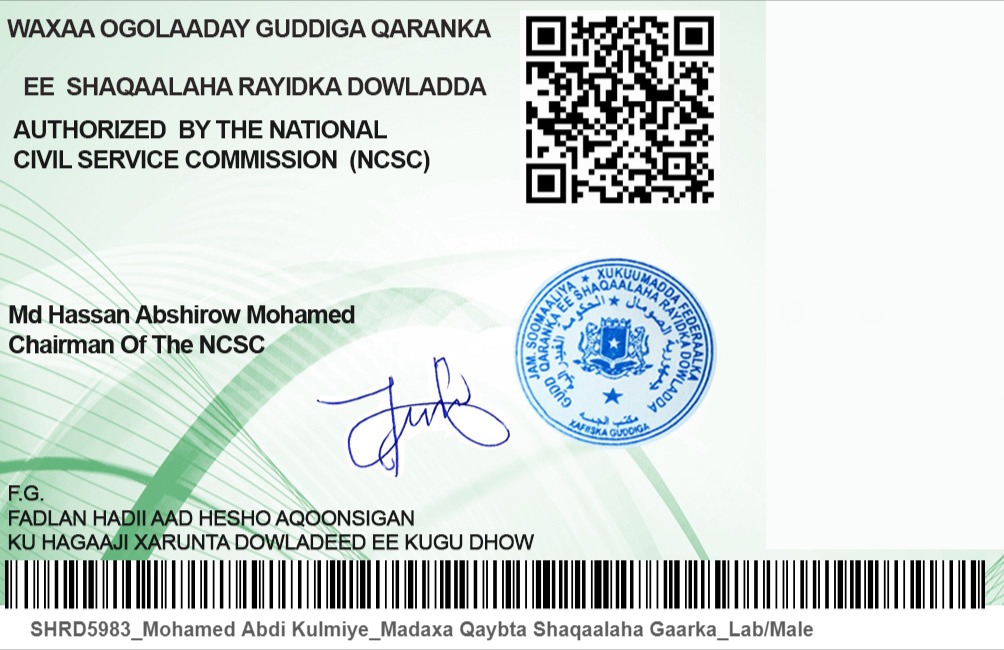 WAXAA OGOLAADAY GUDDIGA QARANKA
EE SHAQAALAHA RAYIDKA DOWLADDA
AUTHORIZED BY THE NATIONAL
CIVIL SERVICE COMMISSION (NCSC)
Md Hassan Abshirow Mohamed
Chairman Of The NCSC
JAM. SOOMAALIYA ★ XUKUUMADDA FEDERAALKA
GUDD QARANKA EE SHAQAALAHA RAYIDKA DOWLADDA
XAFIISKA GUDDIGA
F.G.
FADLAN HADII AAD HESHO AQOONSIGAN
KU HAGAAJI XARUNTA DOWLADEED EE KUGU DHOW
SHRD5983_Mohamed Abdi Kulmiye_Madaxa Qaybta Shaqaalaha Gaarka_Lab/Male